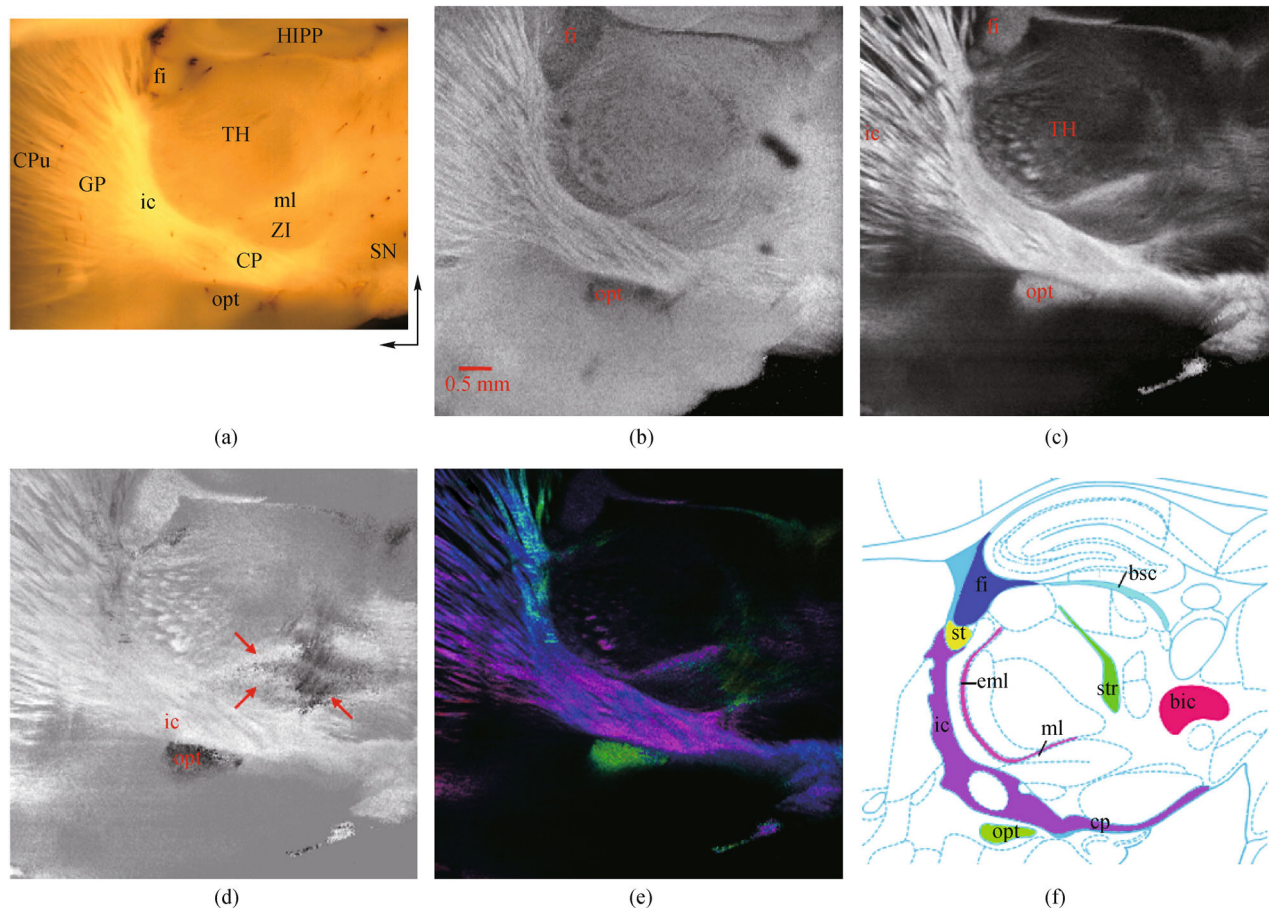 HIPP
fi
TH
CPu
GP
ic
ml
ZI
CP
SN
opt
(a)
fi
opt
0.5 mm
(b)
fi
ic
TH
opt
(c)
ic
opt
(d)
(e)
fi
bsc
st
eml
str
ic
bic
ml
cp
opt
(f)